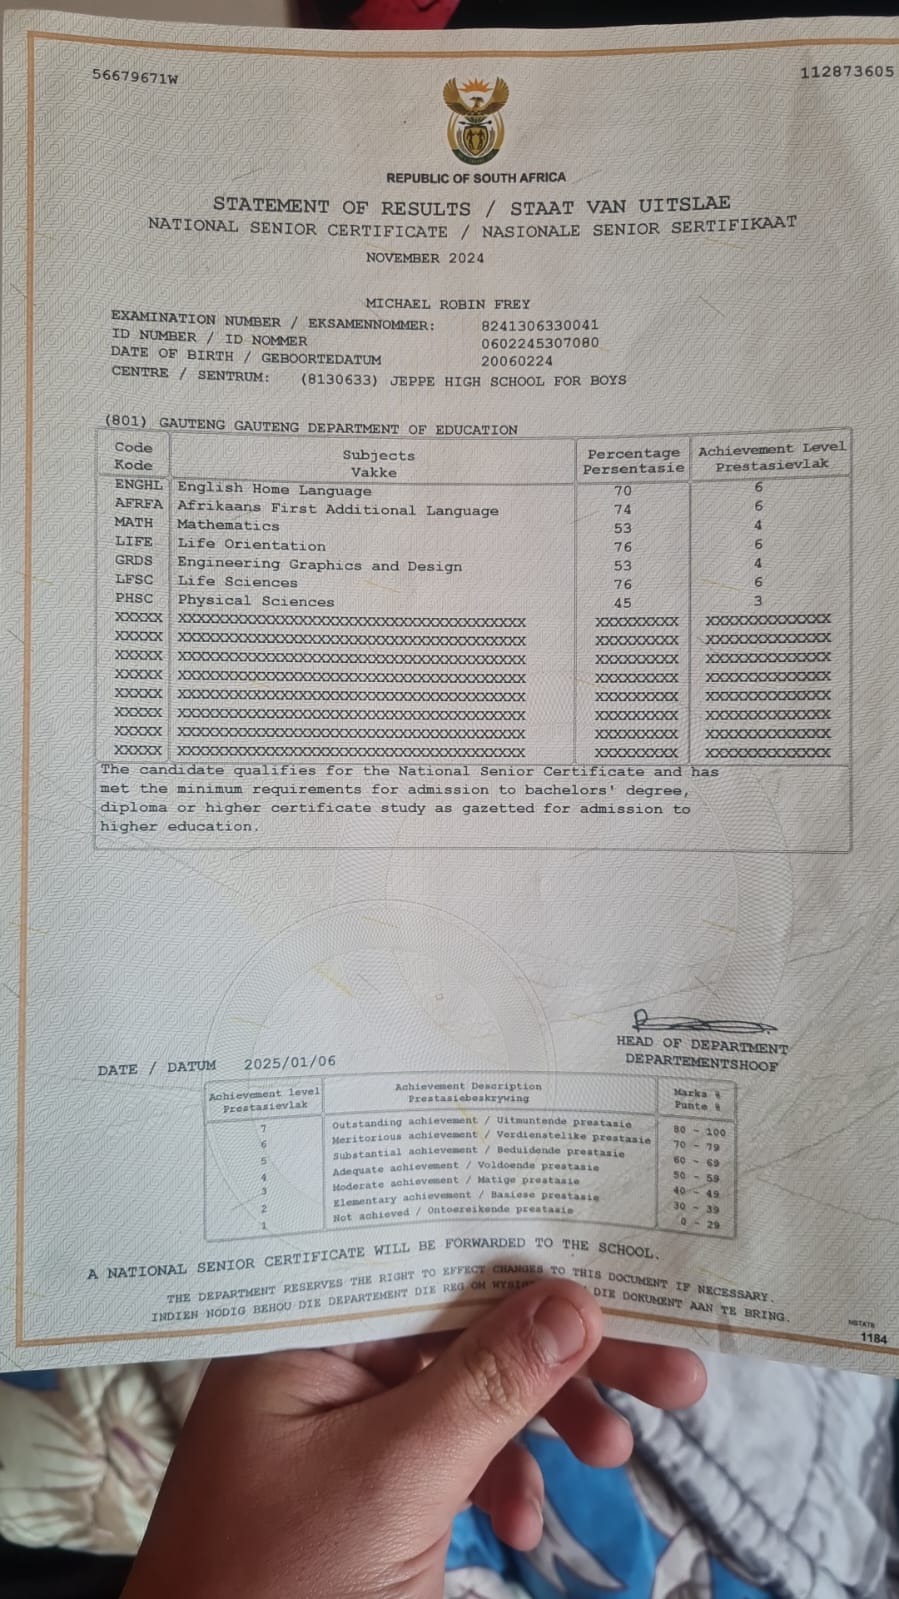 56679671W
112873605
REPUBLIC OF SOUTH AFRICA
STATEMENT OF RESULTS / STAAT VAN UITSLAE
NATIONAL SENIOR CERTIFICATE / NASIONALE SENIOR SERTIFIKAAT
NOVEMBER 2024
MICHAEL ROBIN FREY
EXAMINATION NUMBER / EKSAMENNOMMER: 8241306330041
ID NUMBER / ID NOMMER 0602245307080
DATE OF BIRTH / GEBOORTEDATUM 20060224
CENTRE / SENTRUM: (8130633) JEPPE HIGH SCHOOL FOR BOYS
(801) GAUTENG GAUTENG DEPARTMENT OF EDUCATION
Code Subjects Percentage Achievement Level
Kode Vakke Persentasie Prestasievlak
ENGHL English Home Language 70 6
AFRFA Afrikaans First Additional Language 74 6
MATH Mathematics 53 4
LIFE Life Orientation 76 6
GRDS Engineering Graphics and Design 53 4
LFSC Life Sciences 76 6
PHSC Physical Sciences 45 3
XXXXX XXXXXXXXXXXXXXXXXXXXXXXXXXXXXXXXXXXXXX XXXXXXXXX XXXXXXXXXXXXX
XXXXX XXXXXXXXXXXXXXXXXXXXXXXXXXXXXXXXXXXXXX XXXXXXXXX XXXXXXXXXXXXX
XXXXX XXXXXXXXXXXXXXXXXXXXXXXXXXXXXXXXXXXXXX XXXXXXXXX XXXXXXXXXXXXX
XXXXX XXXXXXXXXXXXXXXXXXXXXXXXXXXXXXXXXXXXXX XXXXXXXXX XXXXXXXXXXXXX
XXXXX XXXXXXXXXXXXXXXXXXXXXXXXXXXXXXXXXXXXXX XXXXXXXXX XXXXXXXXXXXXX
XXXXX XXXXXXXXXXXXXXXXXXXXXXXXXXXXXXXXXXXXXX XXXXXXXXX XXXXXXXXXXXXX
XXXXX XXXXXXXXXXXXXXXXXXXXXXXXXXXXXXXXXXXXXX XXXXXXXXX XXXXXXXXXXXXX
XXXXX XXXXXXXXXXXXXXXXXXXXXXXXXXXXXXXXXXXXXX XXXXXXXXX XXXXXXXXXXXXX
The candidate qualifies for the National Senior Certificate and has
met the minimum requirements for admission to bachelors' degree,
diploma or higher certificate study as gazetted for admission to
higher education.
HEAD OF DEPARTMENT
DEPARTEMENTSHOOF
DATE / DATUM 2025/01/06
Achievement level Achievement Description Marks %
Prestasievlak Prestasiebeskrywing Punte %
7 Outstanding achievement / Uitmuntende prestasie 80 - 100
6 Meritorious achievement / Verdienstelike prestasie 70 - 79
5 Substantial achievement / Beduidende prestasie 60 - 69
4 Adequate achievement / Voldoende prestasie 50 - 59
3 Moderate achievement / Matige prestasie 40 - 49
2 Elementary achievement / Basiese prestasie 30 - 39
1 Not achieved / Ontoereikende prestasie 0 - 29
A NATIONAL SENIOR CERTIFICATE WILL BE FORWARDED TO THE SCHOOL.
THE DEPARTMENT RESERVES THE RIGHT TO EFFECT CHANGES TO THIS DOCUMENT IF NECESSARY.
INDIEN NODIG BEHOU DIE DEPARTEMENT DIE REG OM DIE DOKUMENT AAN TE BRING.
1184